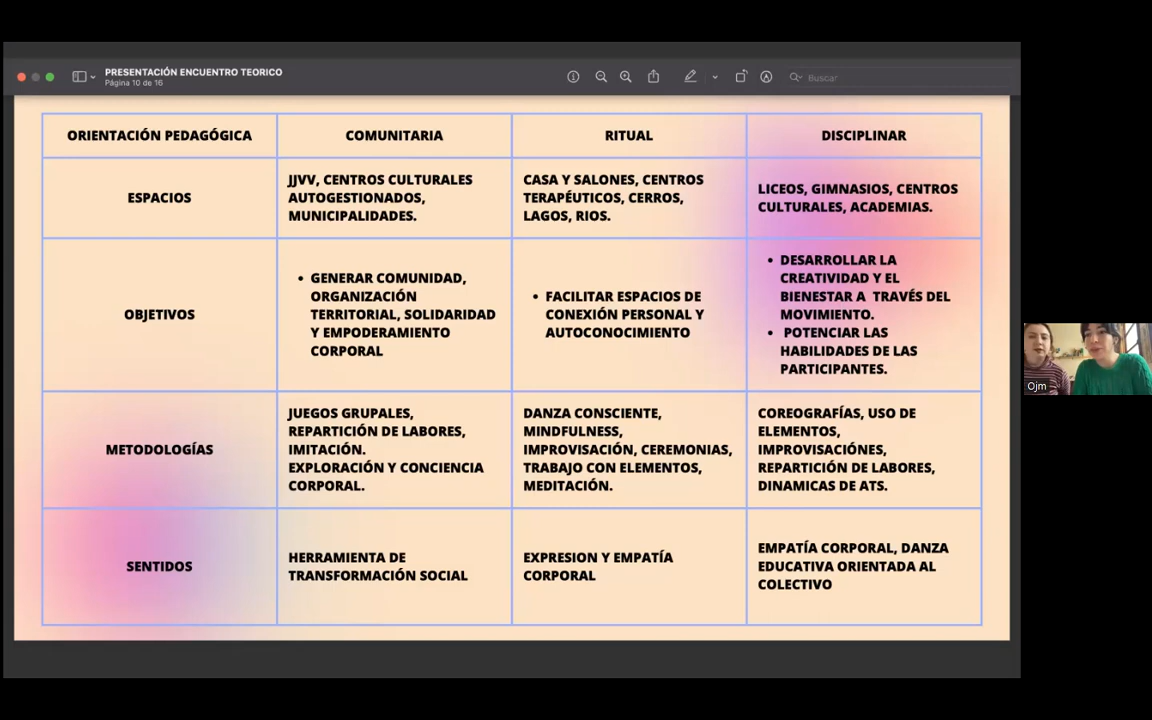 PRESENTACIÓN ENCUENTRO TEORICO
Página 10 de 16
Buscar
ORIENTACIÓN PEDAGÓGICA
COMUNITARIA
RITUAL
DISCIPLINAR
ESPACIOS
JJVV, CENTROS CULTURALES
AUTOGESTIONADOS,
MUNICIPALIDADES.
CASA Y SALONES, CENTROS
TERAPÉUTICOS, CERROS,
LAGOS, RIOS.
LICEOS, GIMNASIOS, CENTROS
CULTURALES, ACADEMIAS.
OBJETIVOS
• GENERAR COMUNIDAD,
ORGANIZACIÓN
TERRITORIAL, SOLIDARIDAD
Y EMPODERAMIENTO
CORPORAL
• FACILITAR ESPACIOS DE
CONEXIÓN PERSONAL Y
AUTOCONOCIMIENTO
• DESARROLLAR LA
CREATIVIDAD Y EL
BIENESTAR A TRAVÉS DEL
MOVIMIENTO.
• POTENCIAR LAS
HABILIDADES DE LAS
PARTICIPANTES.
METODOLOGÍAS
JUEGOS GRUPALES,
REPARTICIÓN DE LABORES,
IMITACIÓN.
EXPLORACIÓN Y CONCIENCIA
CORPORAL.
DANZA CONSCIENTE,
MINDFULNESS,
IMPROVISACIÓN, CEREMONIAS,
TRABAJO CON ELEMENTOS,
MEDITACIÓN.
COREOGRAFÍAS, USO DE
ELEMENTOS,
IMPROVISACIÓNES,
REPARTICIÓN DE LABORES,
DINAMICAS DE ATS.
SENTIDOS
HERRAMIENTA DE
TRANSFORMACIÓN SOCIAL
EXPRESION Y EMPATÍA
CORPORAL
EMPATÍA CORPORAL, DANZA
EDUCATIVA ORIENTADA AL
COLECTIVO
Ojm